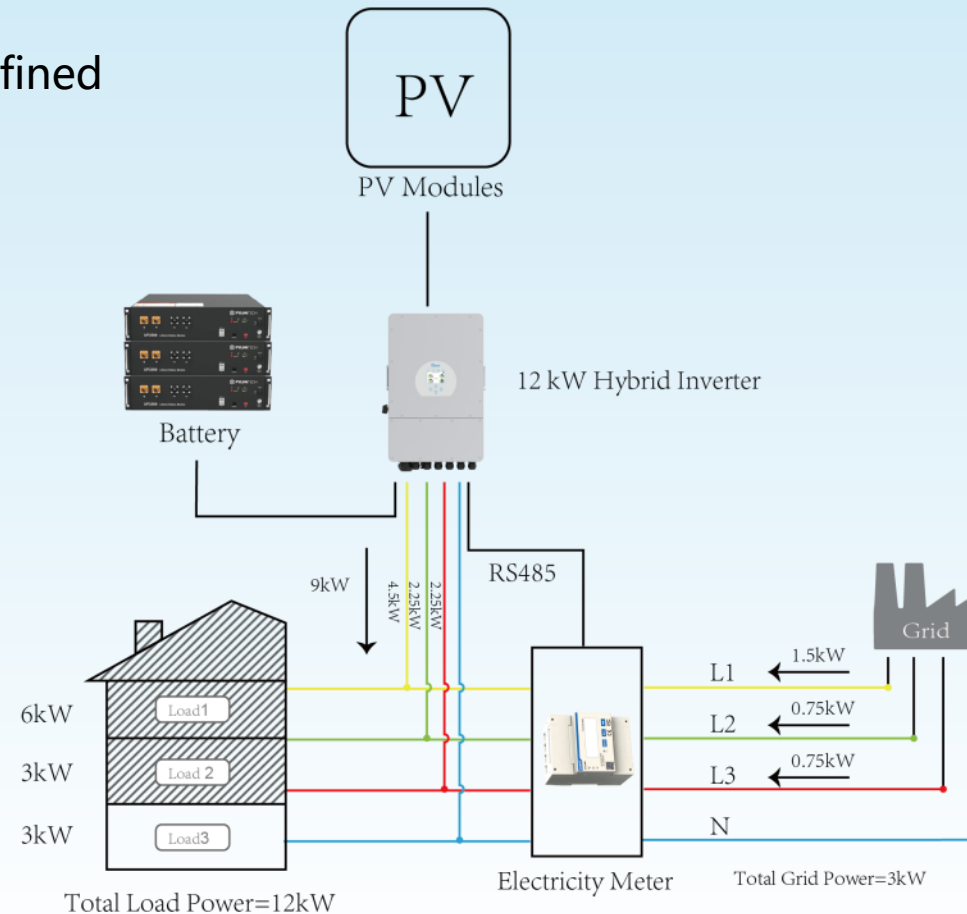 fined
PV
PV Modules
12 kW Hybrid Inverter
Battery
RS485
9kW
4.5kW
2.25kW
2.25kW
Grid
L1
1.5kW
L2
0.75kW
L3
0.75kW
N
6kW
Load1
3kW
Load 2
3kW
Load3
Electricity Meter
Total Grid Power=3kW
Total Load Power=12kW